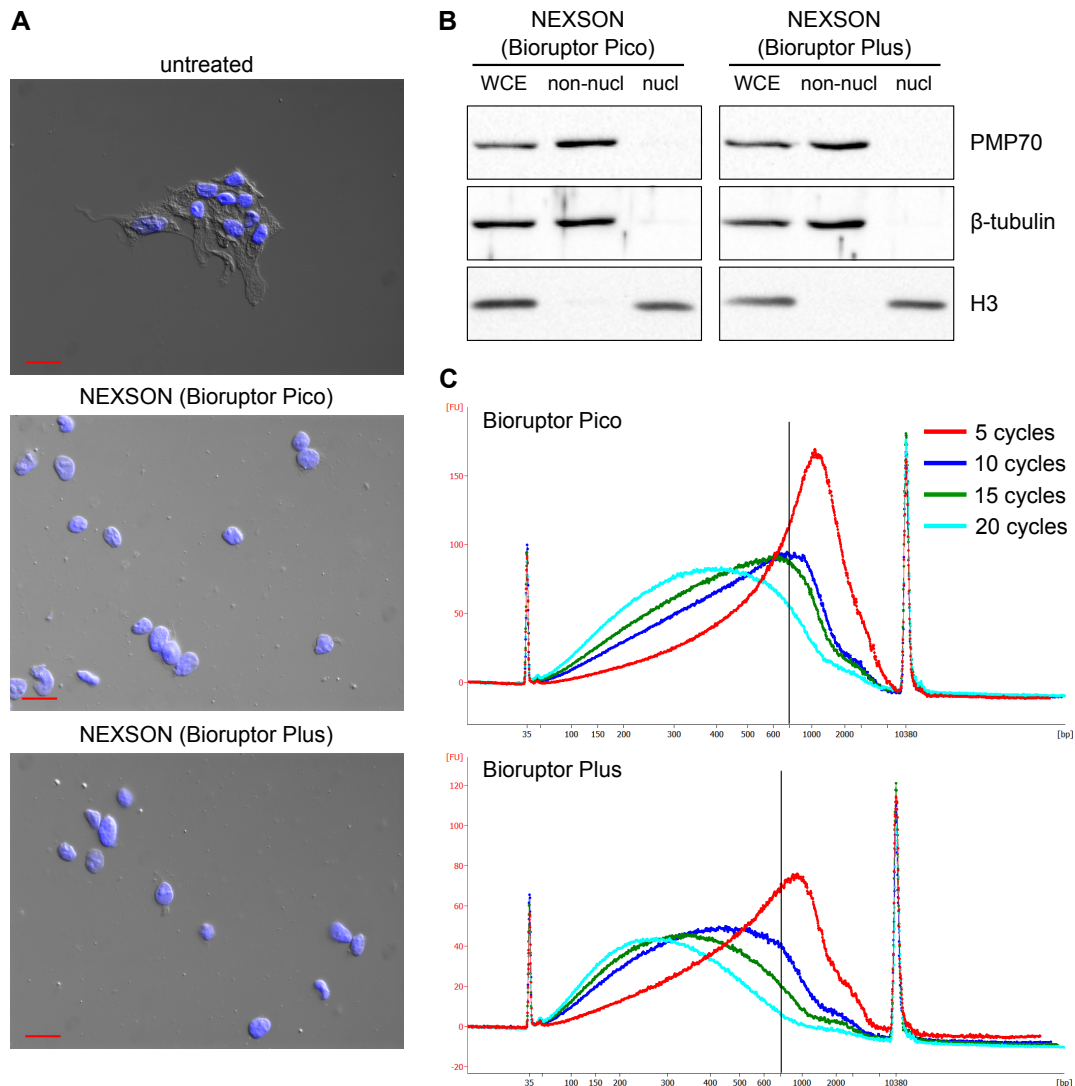 A
untreated
NEXSON (Bioruptor Pico)
NEXSON (Bioruptor Plus)
B
NEXSON
(Bioruptor Pico)
NEXSON
(Bioruptor Plus)
WCE non-nucl nucl
WCE non-nucl nucl
PMP70
β-tubulin
H3
C
[FU]
Bioruptor Pico
5 cycles
10 cycles
15 cycles
20 cycles
150
100
50
0
35 100 150 200 300 400 500 600 1000 2000 10380 [bp]
[FU]
Bioruptor Plus
120
100
80
60
40
20
0
-20
35 100 150 200 300 400 500 600 1000 2000 10380 [bp]